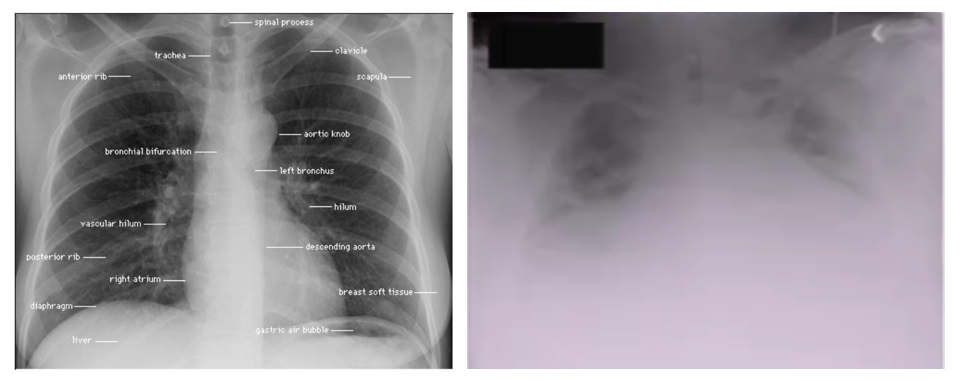 spinal process
trachea
clavicle
anterior rib
scapula
aortic knob
bronchial bifurcation
left bronchus
hilum
vascular hilum
descending aorta
posterior rib
right atrium
breast soft tissue
diaphragm
gastric air bubble
liver